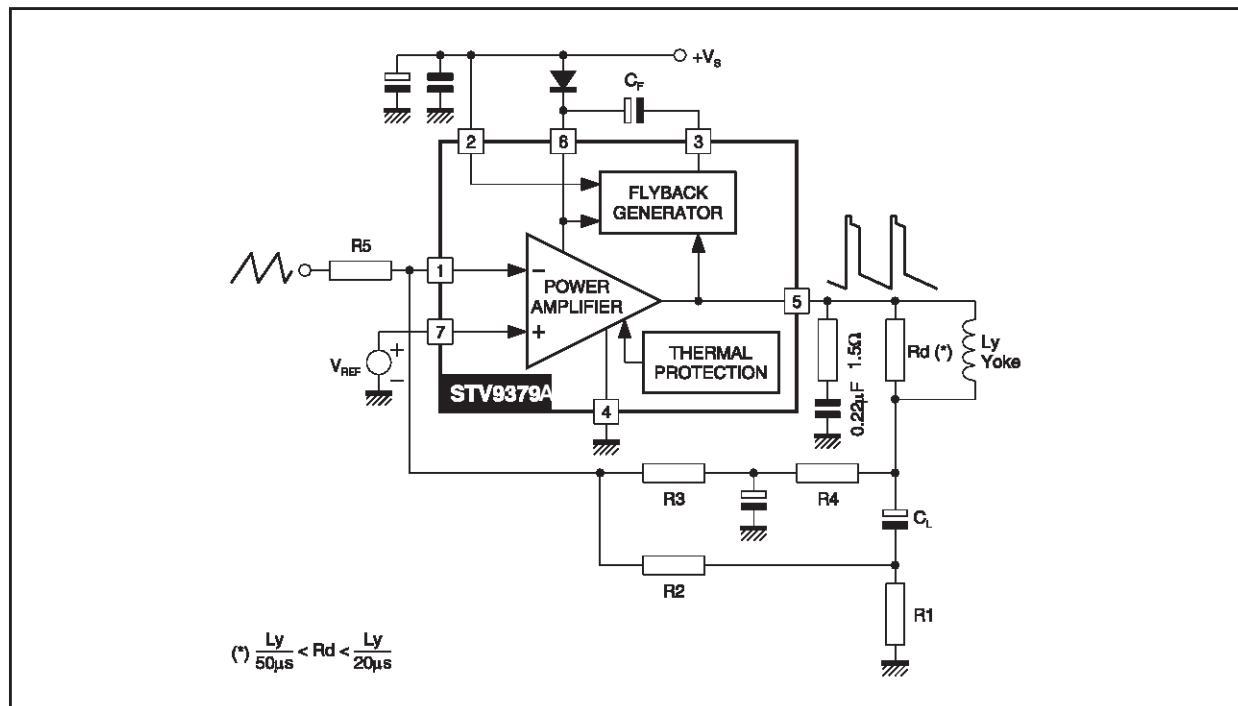 +VS
CF
2
6
3
FLYBACK
GENERATOR
R5
1
−
POWER
AMPLIFIER
5
7
+
VREF
+
−
THERMAL
PROTECTION
STV9379A
4
0.22µF 1.5Ω
Rd (*)
Ly
Yoke
R3
R4
CL
R2
R1
(*) Ly/50µs < Rd < Ly/20µs